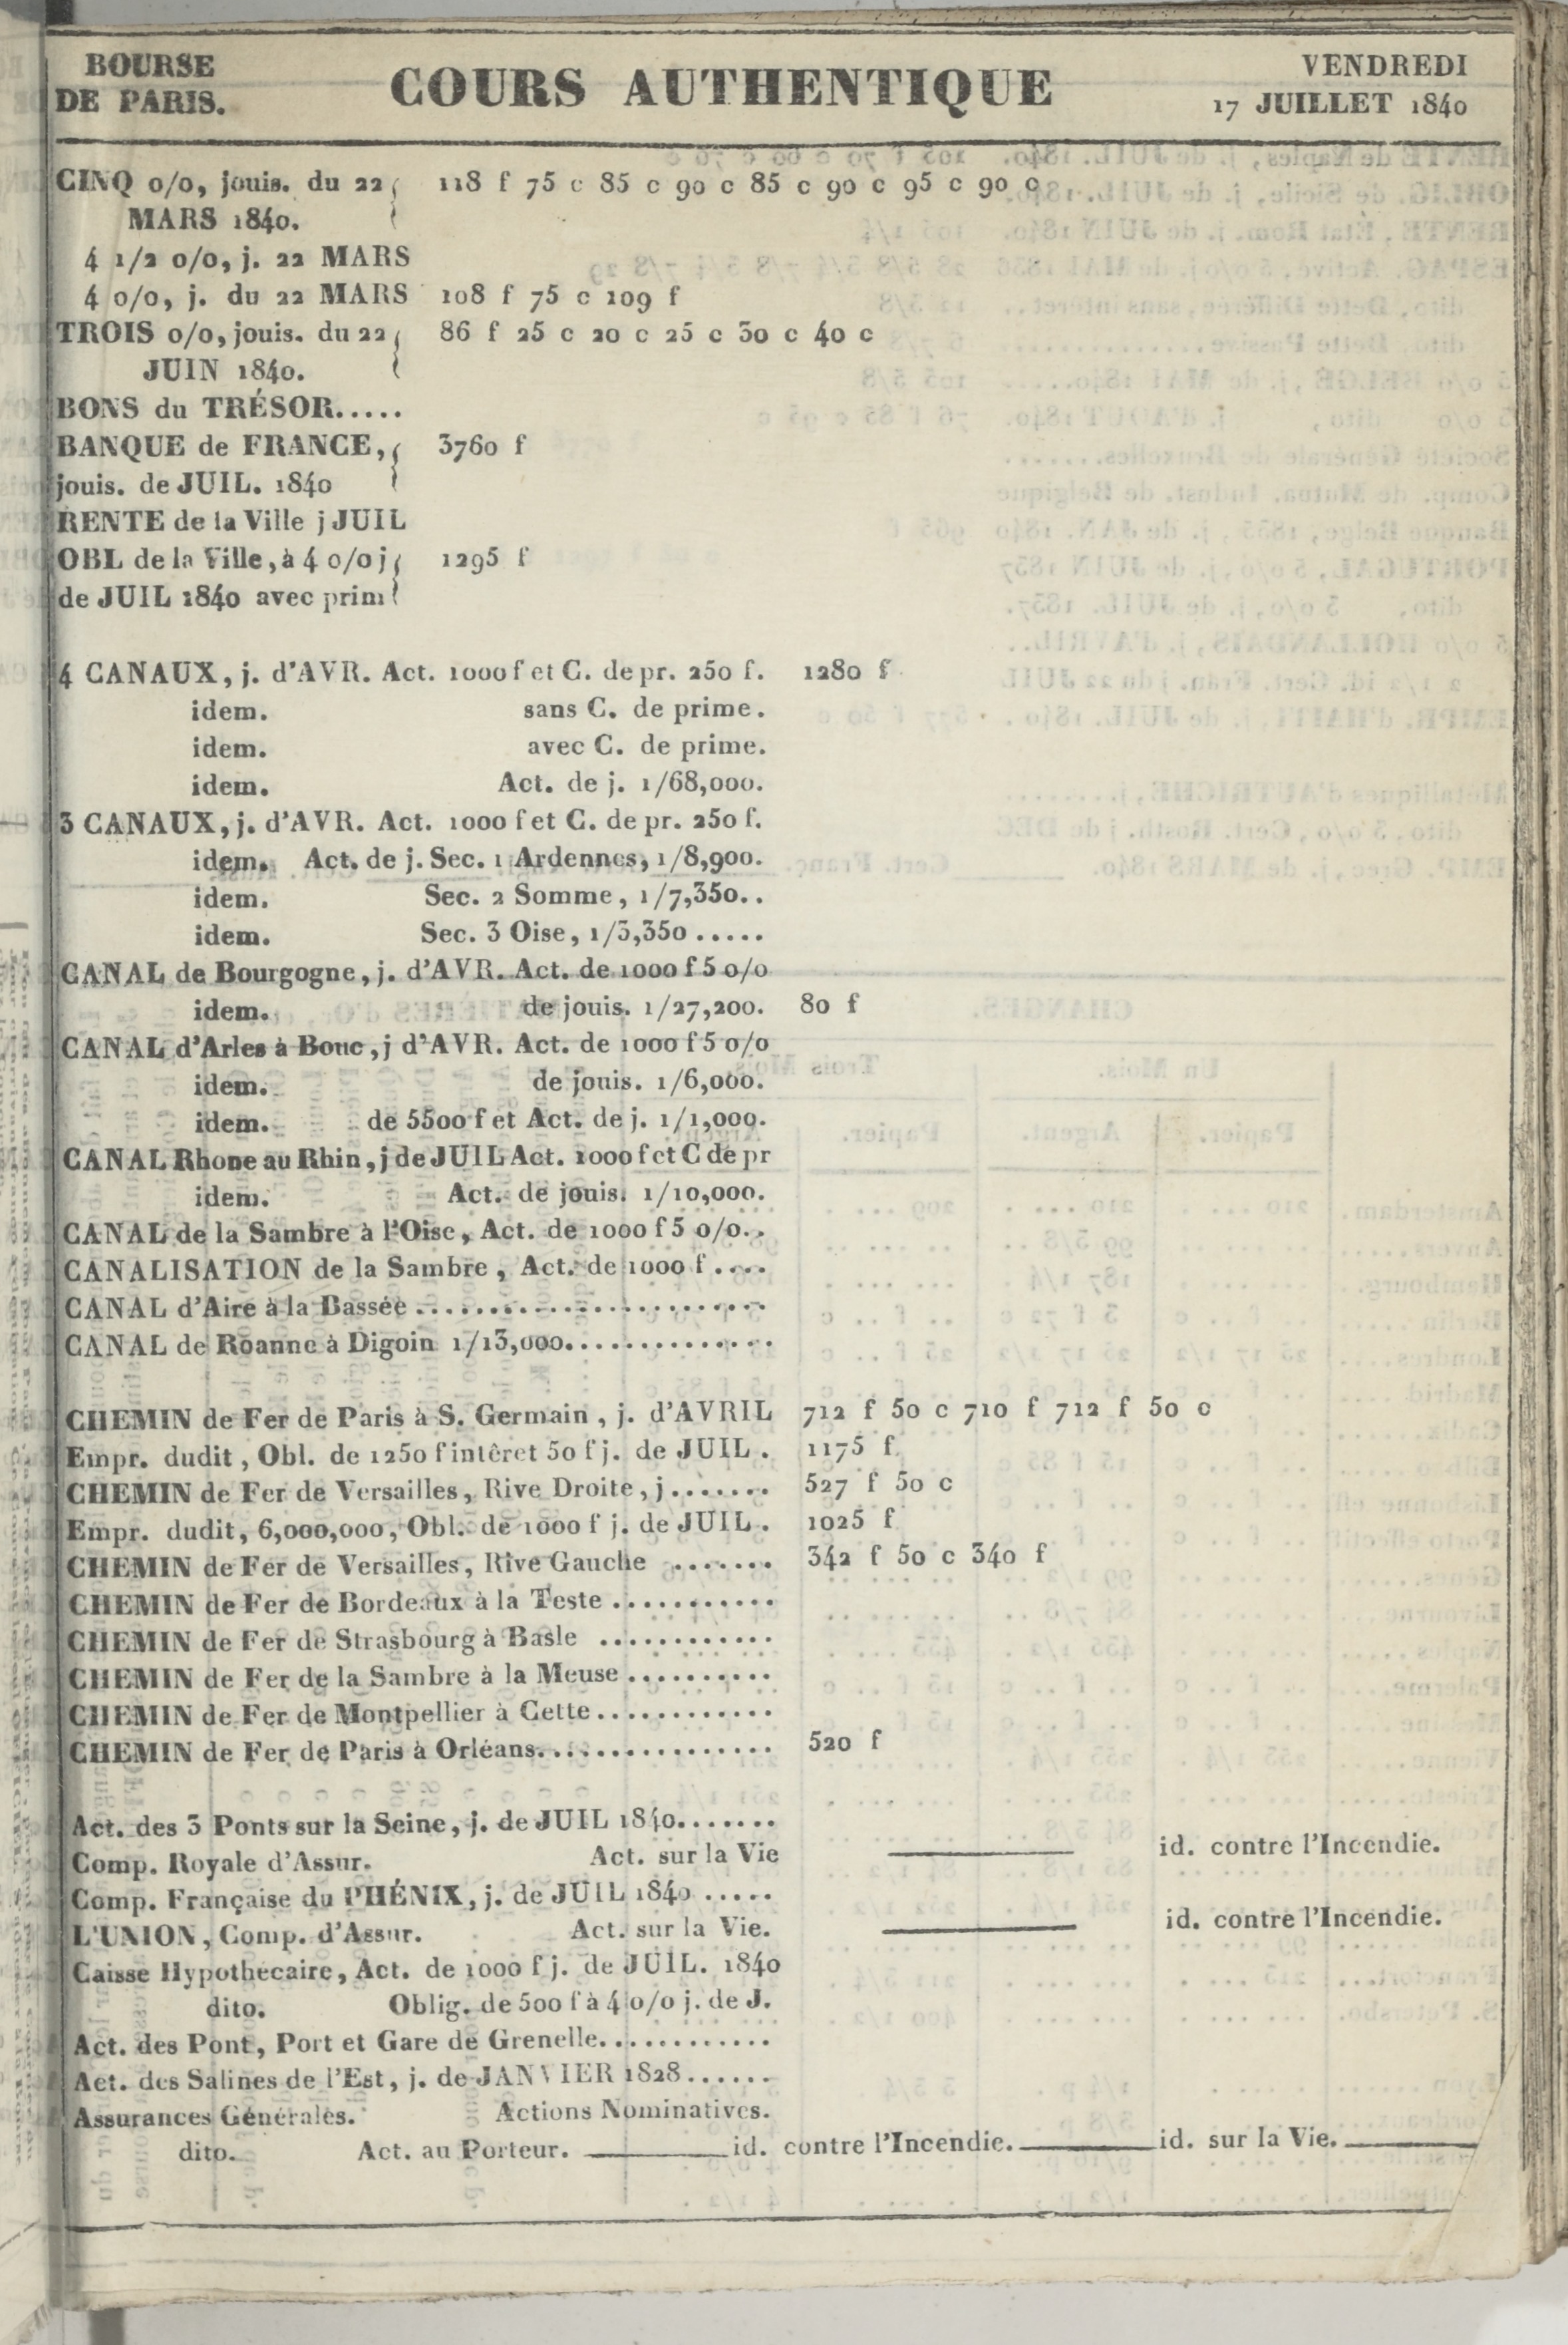 BOURSE DE PARIS.
COURS AUTHENTIQUE
VENDREDI 17 JUILLET 1840
CINQ 0/0, jouis. du 22 118 f 75 c 85 c 90 c 85 c 90 c 95 c 90 c
MARS 1840.
4 1/2 0/0, j. 22 MARS
4 0/0, j. du 22 MARS 108 f 75 c 109 f
TROIS 0/0, jouis. du 22 86 f 25 c 20 c 25 c 30 c 40 c
JUIN 1840.
BONS du TRÉSOR.....
BANQUE de FRANCE, 3760 f
jouis. de JUIL. 1840
RENTE de la Ville j JUIL
OBL de la Ville, à 4 0/0 j 1295 f
de JUIL 1840 avec prim
4 CANAUX, j. d'AVR. Act. 1000 f et C. de pr. 250 f. 1280 f
idem. sans C. de prime.
idem. avec C. de prime.
idem. Act. de j. 1/68,000.
3 CANAUX, j. d'AVR. Act. 1000 f et C. de pr. 250 f.
idem. Act. de j. Sec. 1 Ardennes, 1/8,900.
idem. Sec. 2 Somme, 1/7,350..
idem. Sec. 3 Oise, 1/3,350.....
CANAL de Bourgogne, j. d'AVR. Act. de 1000 f 5 0/0
idem. de jouis. 1/27,200. 80 f
CANAL d'Arles à Bouc, j d'AVR. Act. de 1000 f 5 0/0
idem. de jouis. 1/6,000.
idem. de 5500 f et Act. de j. 1/1,000.
CANAL Rhone au Rhin, j de JUIL Act. 1000 f et C de pr
idem. Act. de jouis. 1/10,000.
CANAL de la Sambre à l'Oise, Act. de 1000 f 5 0/0..
CANALISATION de la Sambre, Act. de 1000 f....
CANAL d'Aire à la Bassée........................
CANAL de Roanne à Digoin 1/13,000..............
CHEMIN de Fer de Paris à S. Germain, j. d'AVRIL 712 f 50 c 710 f 712 f 50 c
Empr. dudit, Obl. de 1250 f intêret 50 f j. de JUIL. 1175 f
CHEMIN de Fer de Versailles, Rive Droite, j....... 527 f 50 c
Empr. dudit, 6,000,000, Obl. de 1000 f j. de JUIL. 1025 f
CHEMIN de Fer de Versailles, Rive Gauche ....... 342 f 50 c 340 f
CHEMIN de Fer de Bordeaux à la Teste ...........
CHEMIN de Fer de Strasbourg à Basle ............
CHEMIN de Fer de la Sambre à la Meuse ..........
CHEMIN de Fer de Montpellier à Cette............
CHEMIN de Fer de Paris à Orléans................ 520 f
Act. des 3 Ponts sur la Seine, j. de JUIL 1840.......
Comp. Royale d'Assur. Act. sur la Vie id. contre l'Incendie.
Comp. Française du PHÉNIX, j. de JUIL 1840 .....
L'UNION, Comp. d'Assur. Act. sur la Vie. id. contre l'Incendie.
Caisse Hypothecaire, Act. de 1000 f j. de JUIL. 1840
dito. Oblig. de 500 f à 4 0/0 j. de J.
Act. des Pont, Port et Gare de Grenelle............
Act. des Salines de l'Est, j. de JANVIER 1828......
Assurances Générales. Actions Nominatives.
dito. Act. au Porteur. id. contre l'Incendie. id. sur la Vie.